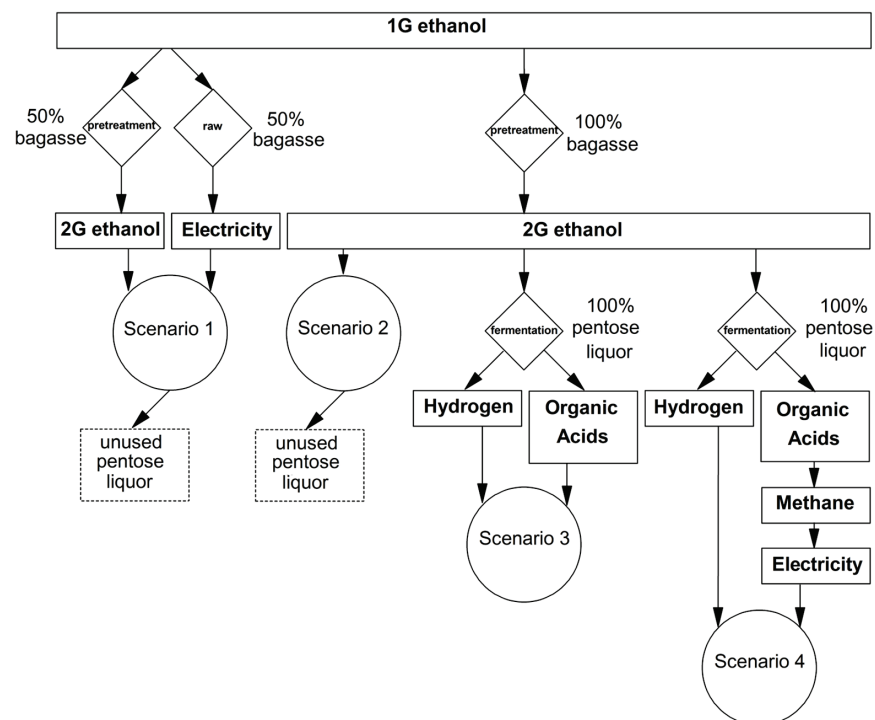 1G ethanol
50%
bagasse
pretreatment
raw
50%
bagasse
pretreatment
100%
bagasse
2G ethanol
Electricity
2G ethanol
Scenario 1
Scenario 2
fermentation
100%
pentose
liquor
fermentation
100%
pentose
liquor
Hydrogen
Organic
Acids
Hydrogen
Organic
Acids
unused
pentose
liquor
unused
pentose
liquor
Methane
Scenario 3
Electricity
Scenario 4